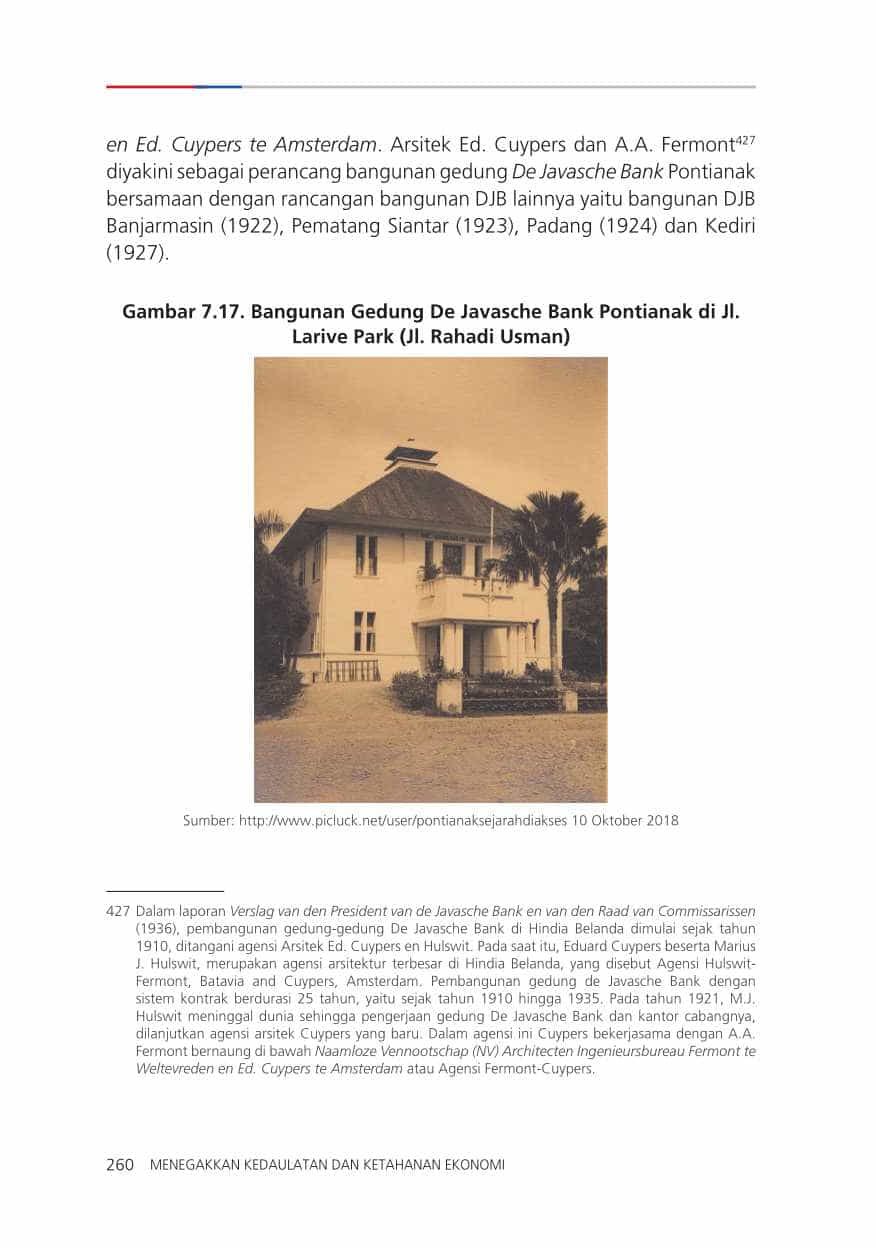 en Ed. Cuypers te Amsterdam. Arsitek Ed. Cuypers dan A.A. Fermont427
diyakini sebagai perancang bangunan gedung De Javasche Bank Pontianak
bersamaan dengan rancangan bangunan DJB lainnya yaitu bangunan DJB
Banjarmasin (1922), Pematang Siantar (1923), Padang (1924) dan Kediri
(1927).
Gambar 7.17. Bangunan Gedung De Javasche Bank Pontianak di Jl.
Larive Park (Jl. Rahadi Usman)
DE JAVASCHE BANK
Sumber: http://www.picluck.net/user/pontianaksejarahdiakses 10 Oktober 2018
427 Dalam laporan Verslag van den President van de Javasche Bank en van den Raad van Commissarissen
(1936), pembangunan gedung-gedung De Javasche Bank di Hindia Belanda dimulai sejak tahun
1910, ditangani agensi Arsitek Ed. Cuypers en Hulswit. Pada saat itu, Eduard Cuypers beserta Marius
J. Hulswit, merupakan agensi arsitektur terbesar di Hindia Belanda, yang disebut Agensi Hulswit-
Fermont, Batavia and Cuypers, Amsterdam. Pembangunan gedung de Javasche Bank dengan
sistem kontrak berdurasi 25 tahun, yaitu sejak tahun 1910 hingga 1935. Pada tahun 1921, M.J.
Hulswit meninggal dunia sehingga pengerjaan gedung De Javasche Bank dan kantor cabangnya,
dilanjutkan agensi arsitek Cuypers yang baru. Dalam agensi ini Cuypers bekerjasama dengan A.A.
Fermont bernaung di bawah Naamloze Vennootschap (NV) Architecten Ingenieursbureau Fermont te
Weltevreden en Ed. Cuypers te Amsterdam atau Agensi Fermont-Cuypers.
260 MENEGAKKAN KEDAULATAN DAN KETAHANAN EKONOMI